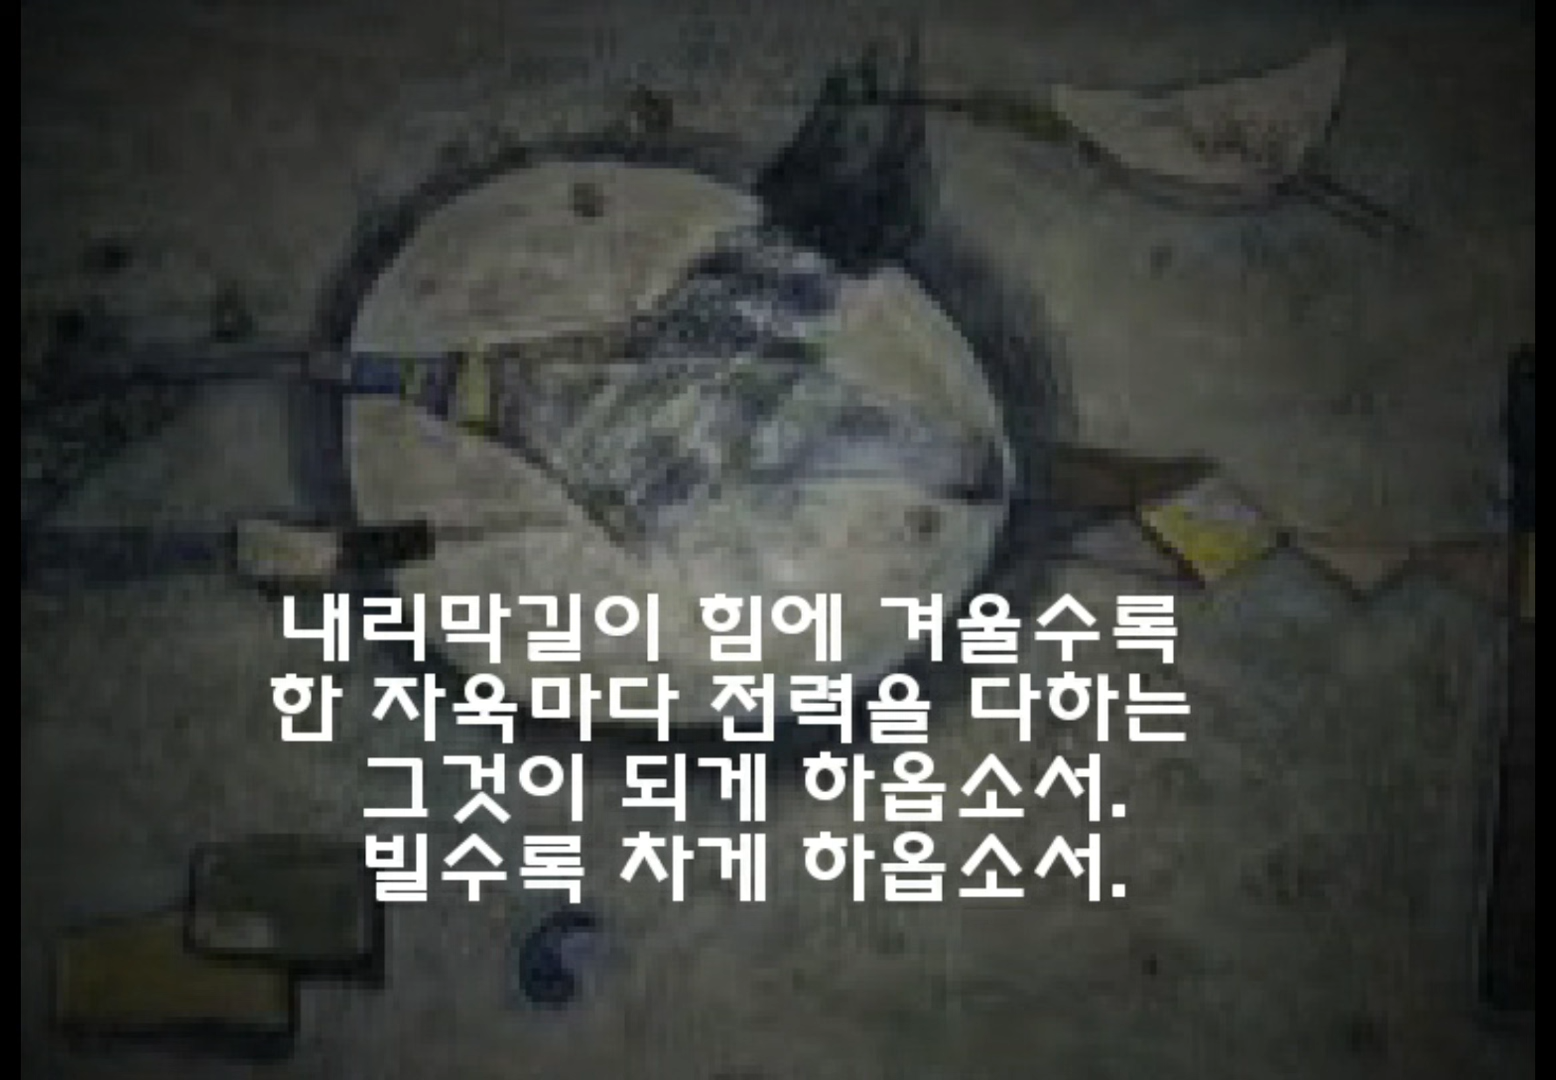 내리막길이 힘에 겨울수록
한 자욱마다 전력을 다하는
그것이 되게 하옵소서.
빌수록 차게 하옵소서.